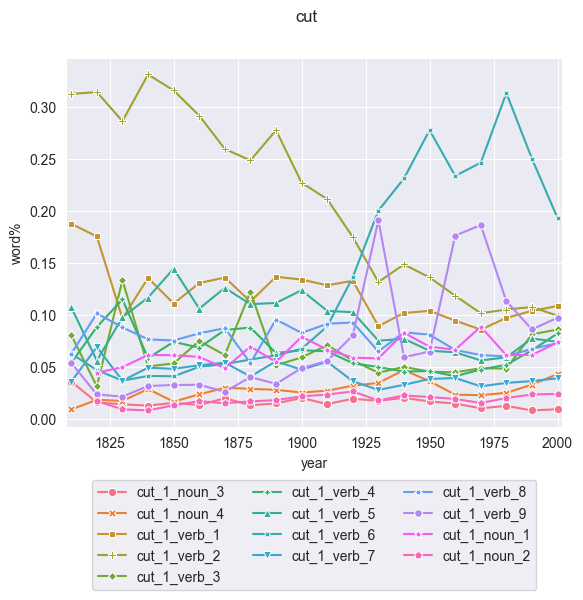 cut
0.30
0.25
0.20
0.15
0.10
0.05
0.00
word%
1825 1850 1875 1900 1925 1950 1975 2000
year
cut_1_noun_3 cut_1_verb_4 cut_1_verb_8
cut_1_noun_4 cut_1_verb_5 cut_1_verb_9
cut_1_verb_1 cut_1_verb_6 cut_1_noun_1
cut_1_verb_2 cut_1_verb_7 cut_1_noun_2
cut_1_verb_3